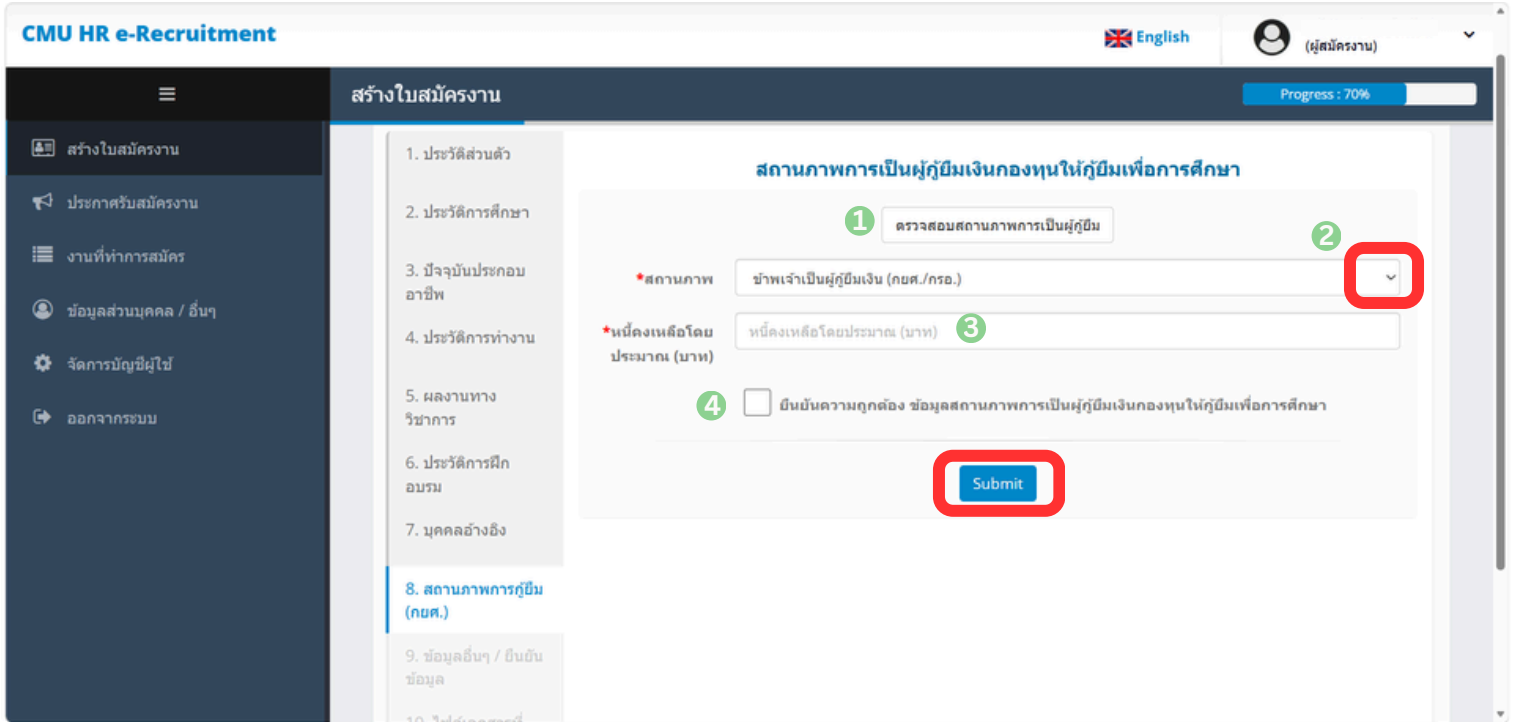 CMU HR e-Recruitment
English
(ผู้สมัครงาน)
สร้างใบสมัครงาน
Progress : 70%
สร้างใบสมัครงาน
ประกาศรับสมัครงาน
งานที่ทำการสมัคร
ข้อมูลส่วนบุคคล / อื่นๆ
จัดการบัญชีผู้ใช้
ออกจากระบบ
1. ประวัติส่วนตัว
2. ประวัติการศึกษา
3. ปัจจุบันประกอบ
อาชีพ
4. ประวัติการทำงาน
5. ผลงานทาง
วิชาการ
6. ประวัติการฝึก
อบรม
7. บุคคลอ้างอิง
8. สถานภาพการกู้ยืม
(กยศ.)
9. ข้อมูลอื่นๆ / ยืนยัน
ข้อมูล
สถานภาพการเป็นผู้กู้ยืมเงินกองทุนให้กู้ยืมเพื่อการศึกษา
1 ตรวจสอบสถานภาพการเป็นผู้กู้ยืม
2
*สถานภาพ ข้าพเจ้าเป็นผู้กู้ยืมเงิน (กยศ./กรอ.)
*หนี้คงเหลือโดย
ประมาณ (บาท)
หนี้คงเหลือโดยประมาณ (บาท) 3
4 ยืนยันความถูกต้อง ข้อมูลสถานภาพการเป็นผู้กู้ยืมเงินกองทุนให้กู้ยืมเพื่อการศึกษา
Submit